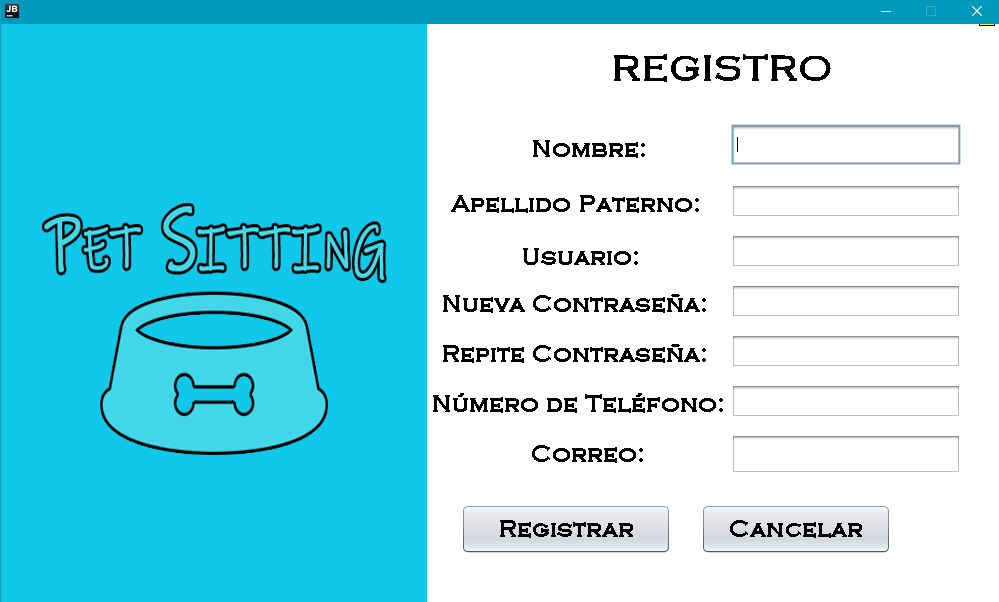 JB
PET SITTING
REGISTRO
NOMBRE:
APELLIDO PATERNO:
USUARIO:
NUEVA CONTRASEÑA:
REPITE CONTRASEÑA:
NÚMERO DE TELÉFONO:
CORREO:
REGISTRAR
CANCELAR